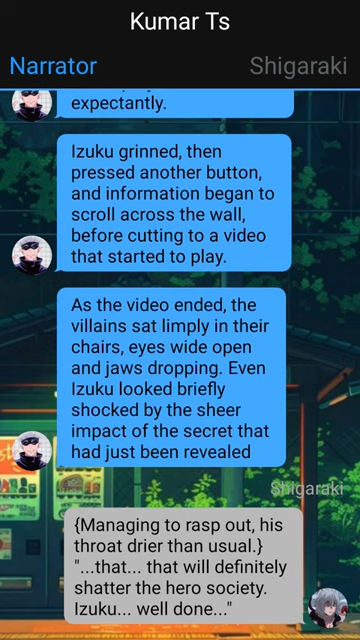 Kumar Ts
Narrator
Shigaraki
expectantly.
Izuku grinned, then
pressed another button,
and information began to
scroll across the wall,
before cutting to a video
that started to play.
As the video ended, the
villains sat limply in their
chairs, eyes wide open
and jaws dropping. Even
Izuku looked briefly
shocked by the sheer
impact of the secret that
had just been revealed
Shigaraki
{Managing to rasp out, his
throat drier than usual.}
"...that... that will definitely
shatter the hero society.
Izuku... well done..."